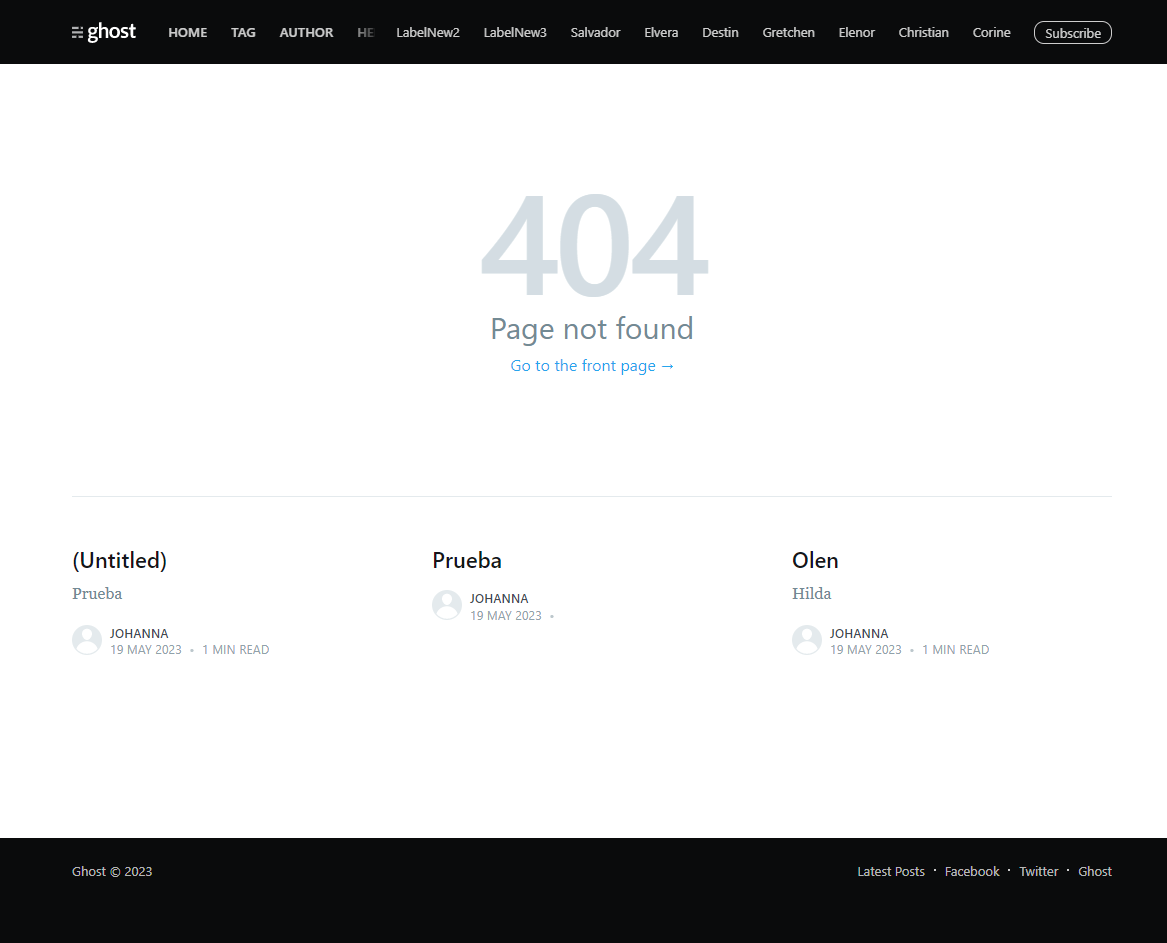 ghost HOME TAG AUTHOR HE LabelNew2 LabelNew3 Salvador Elvera Destin Gretchen Elenor Christian Corine Subscribe
404
Page not found
Go to the front page →
(Untitled)
Prueba
JOHANNA
19 MAY 2023 • 1 MIN READ
Prueba
JOHANNA
19 MAY 2023 •
Olen
Hilda
JOHANNA
19 MAY 2023 • 1 MIN READ
Ghost © 2023
Latest Posts · Facebook · Twitter · Ghost